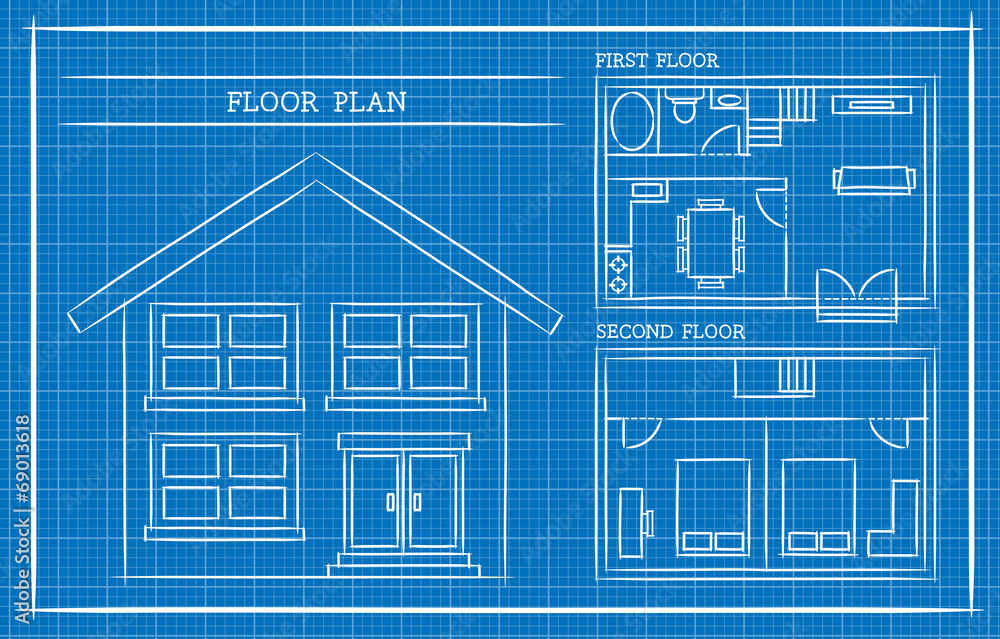 FLOOR PLAN
FIRST FLOOR
SECOND FLOOR
Adobe Stock | #69013618